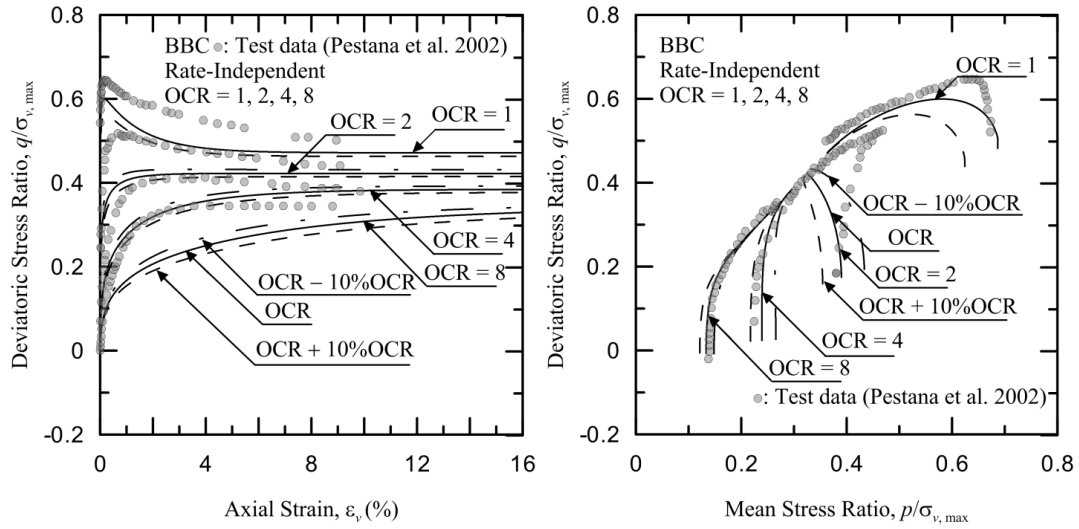 0.8
0.6
0.4
0.2
0
-0.2
0
4
8
12
16
Deviatoric Stress Ratio, q/σv, max
Axial Strain, εv (%)
BBC : Test data (Pestana et al. 2002)
Rate-Independent
OCR = 1, 2, 4, 8
OCR = 2
OCR = 1
OCR = 4
OCR = 8
OCR − 10%OCR
OCR
OCR + 10%OCR
0.8
0.6
0.4
0.2
0
-0.2
0
0.2
0.4
0.6
0.8
Deviatoric Stress Ratio, q/σv, max
Mean Stress Ratio, p/σv, max
BBC
Rate-Independent
OCR = 1, 2, 4, 8
OCR = 1
OCR − 10%OCR
OCR
OCR = 2
OCR + 10%OCR
OCR = 4
OCR = 8
: Test data (Pestana et al. 2002)